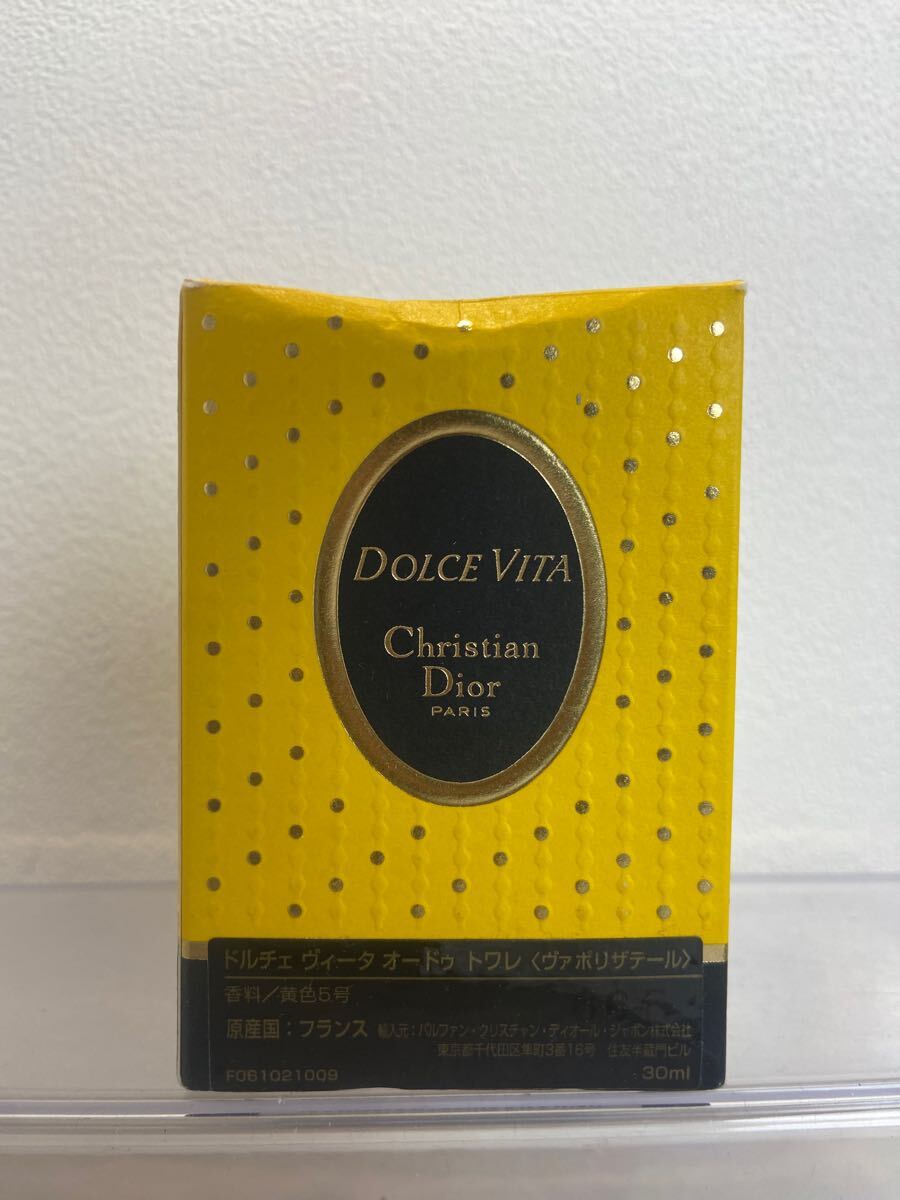 DOLCE VITA
Christian
Dior
PARIS
ドルチェ ヴィータ オードゥ トワレ〈ヴァポリザテール〉
香料/黄色5号
原産国:フランス 輸入元:パルファン・クリスチャン・ディオール・ジャポン株式会社
東京都千代田区隼町3番16号 住友半蔵門ビル
F061021009 30ml